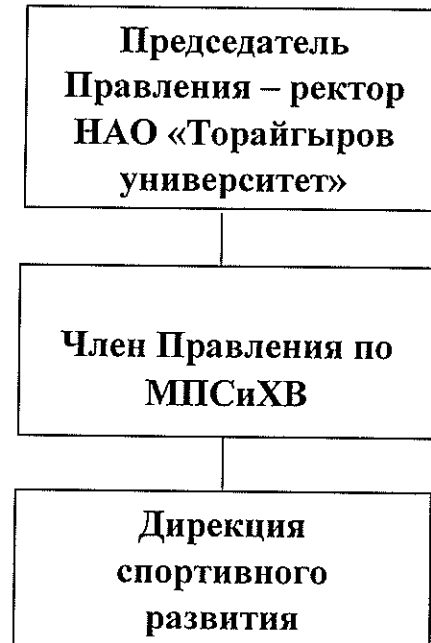 Председатель
Правления – ректор
НАО «Торайгыров
университет»
Член Правления по
МПСиХВ
Дирекция
спортивного
развития